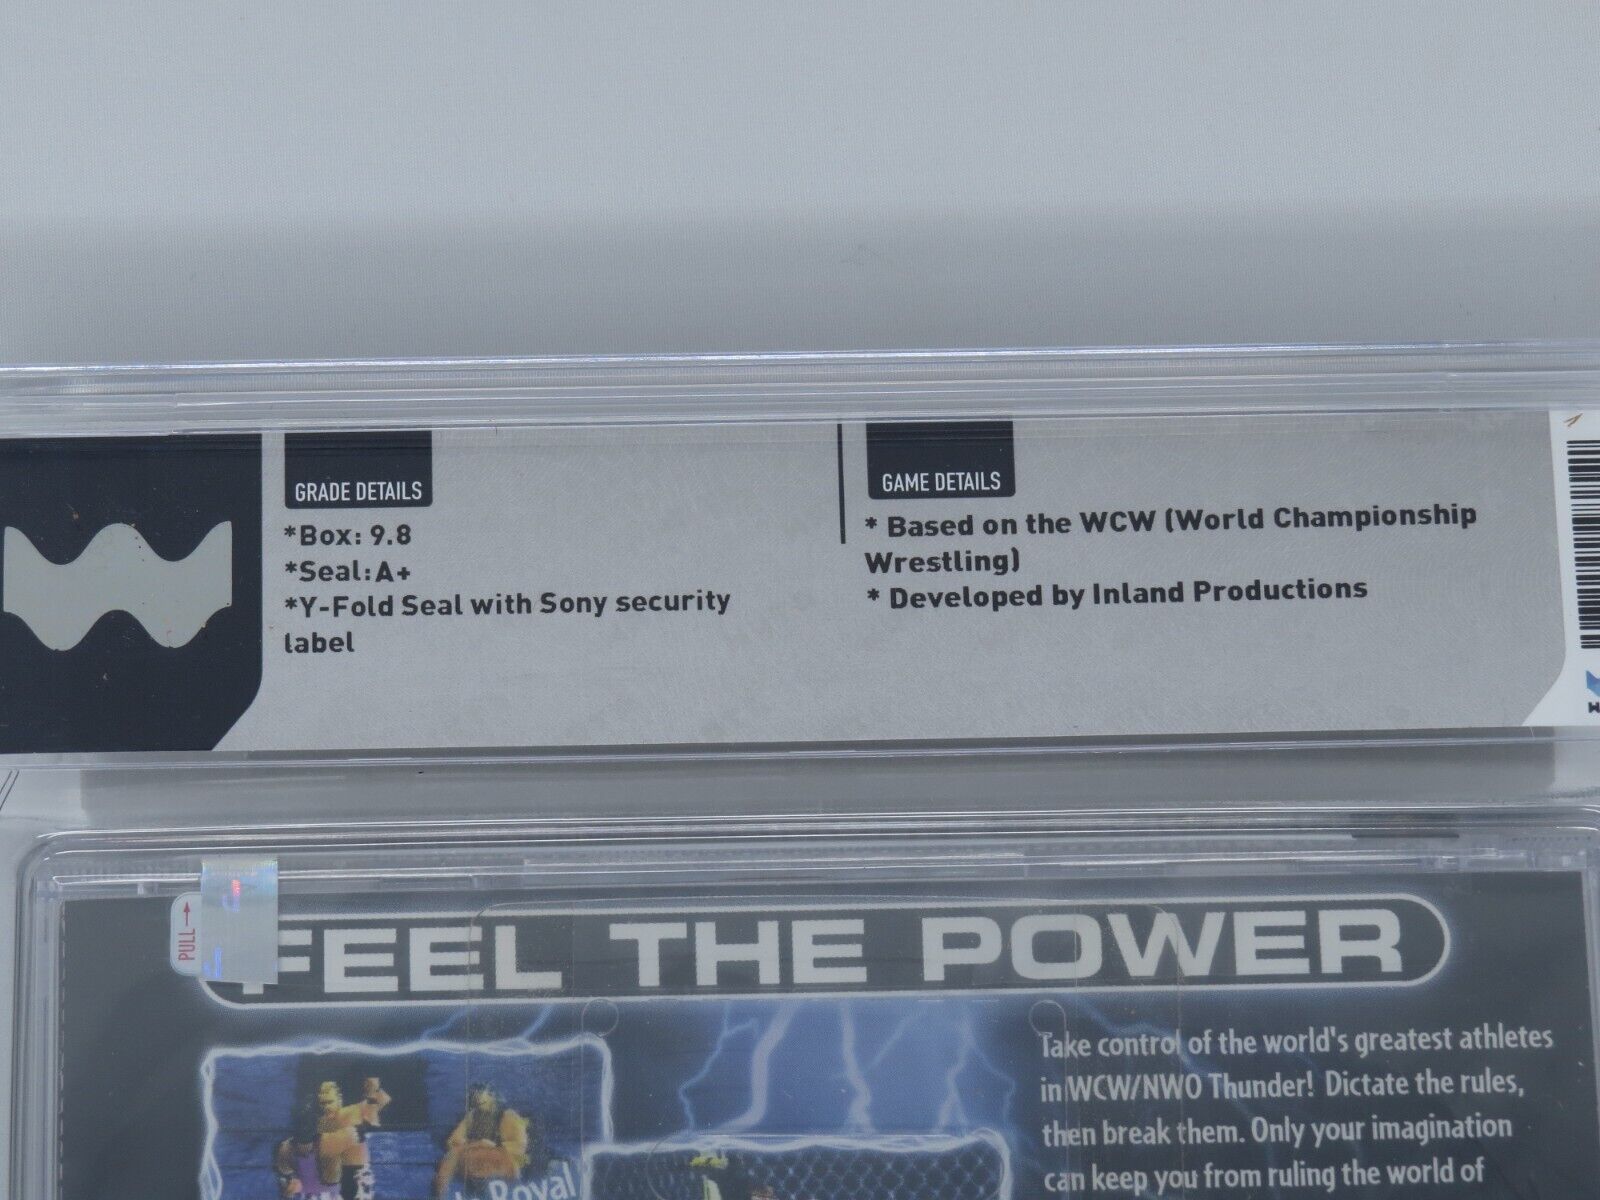 GRADE DETAILS
*Box: 9.8
*Seal:A+
*Y-Fold Seal with Sony security
label
GAME DETAILS
* Based on the WCW (World Championship
Wrestling)
* Developed by Inland Productions
PULL→
FEEL THE POWER
Take control of the world's greatest athletes
in WCW/NWO Thunder! Dictate the rules,
then break them. Only your imagination
can keep you from ruling the world of
Royal